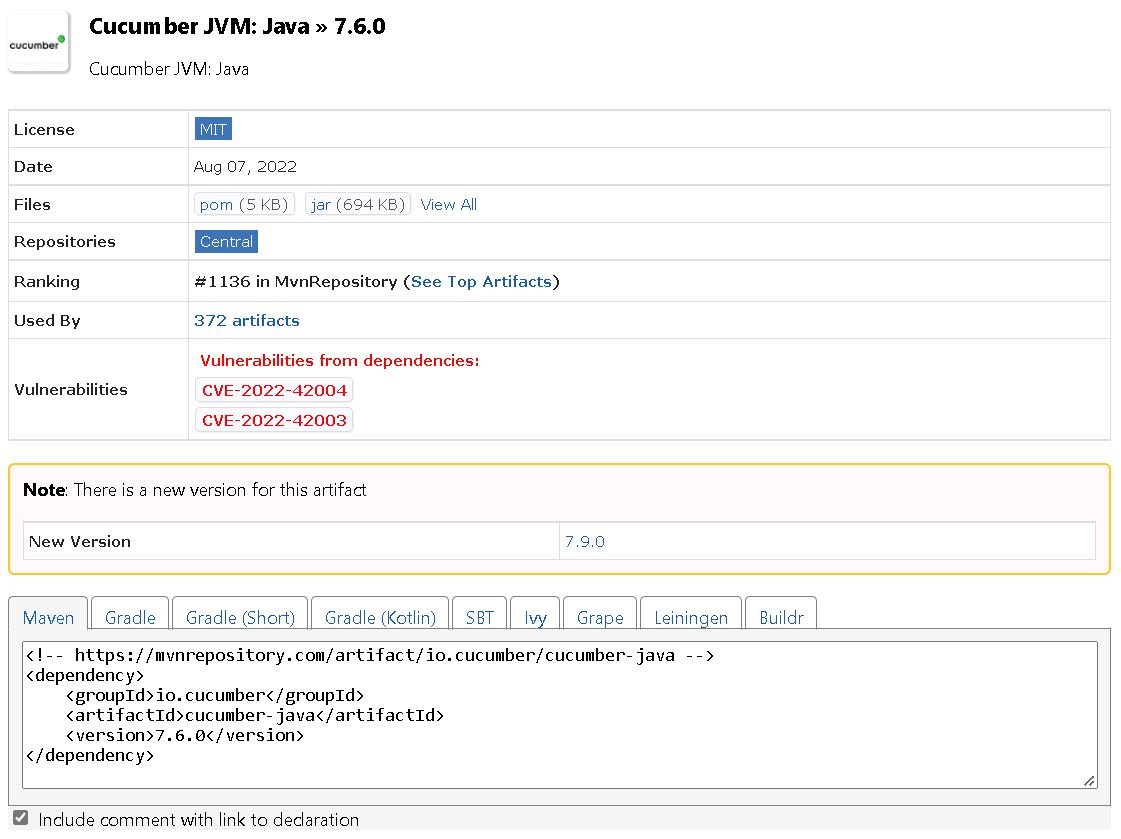 cucumber
Cucumber JVM: Java » 7.6.0
Cucumber JVM: Java
License MIT
Date Aug 07, 2022
Files pom (5 KB) jar (694 KB) View All
Repositories Central
Ranking #1136 in MvnRepository (See Top Artifacts)
Used By 372 artifacts
Vulnerabilities Vulnerabilities from dependencies:
CVE-2022-42004
CVE-2022-42003
Note: There is a new version for this artifact
New Version 7.9.0
Maven Gradle Gradle (Short) Gradle (Kotlin) SBT Ivy Grape Leiningen Buildr
<!-- https://mvnrepository.com/artifact/io.cucumber/cucumber-java -->
<dependency>
    <groupId>io.cucumber</groupId>
    <artifactId>cucumber-java</artifactId>
    <version>7.6.0</version>
</dependency>
Include comment with link to declaration